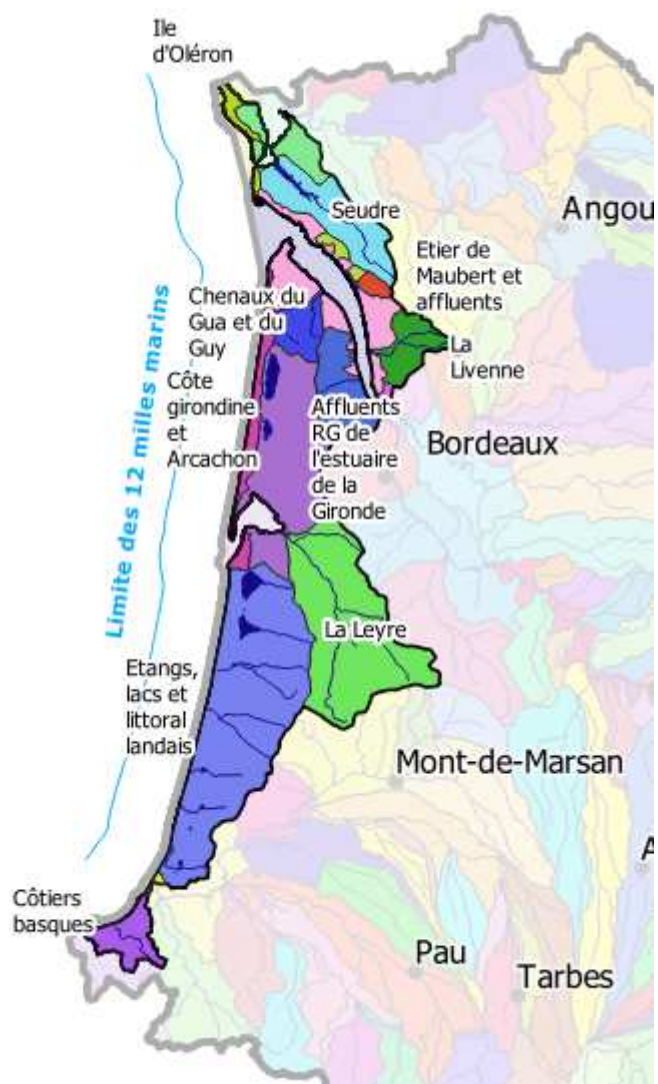 Ile
d'Oléron
Seudre
Angou
Etier de
Maubert et
affluents
Chenaux du
Gua et du
Guy
La
Livenne
Côte
girondine
et
Arcachon
Affluents
RG de
l'estuaire
de la
Gironde
Bordeaux
Limite des 12 milles marins
La Leyre
Etangs,
lacs et
littoral
landais
Mont-de-Marsan
A
Côtiers
basques
Pau
Tarbes